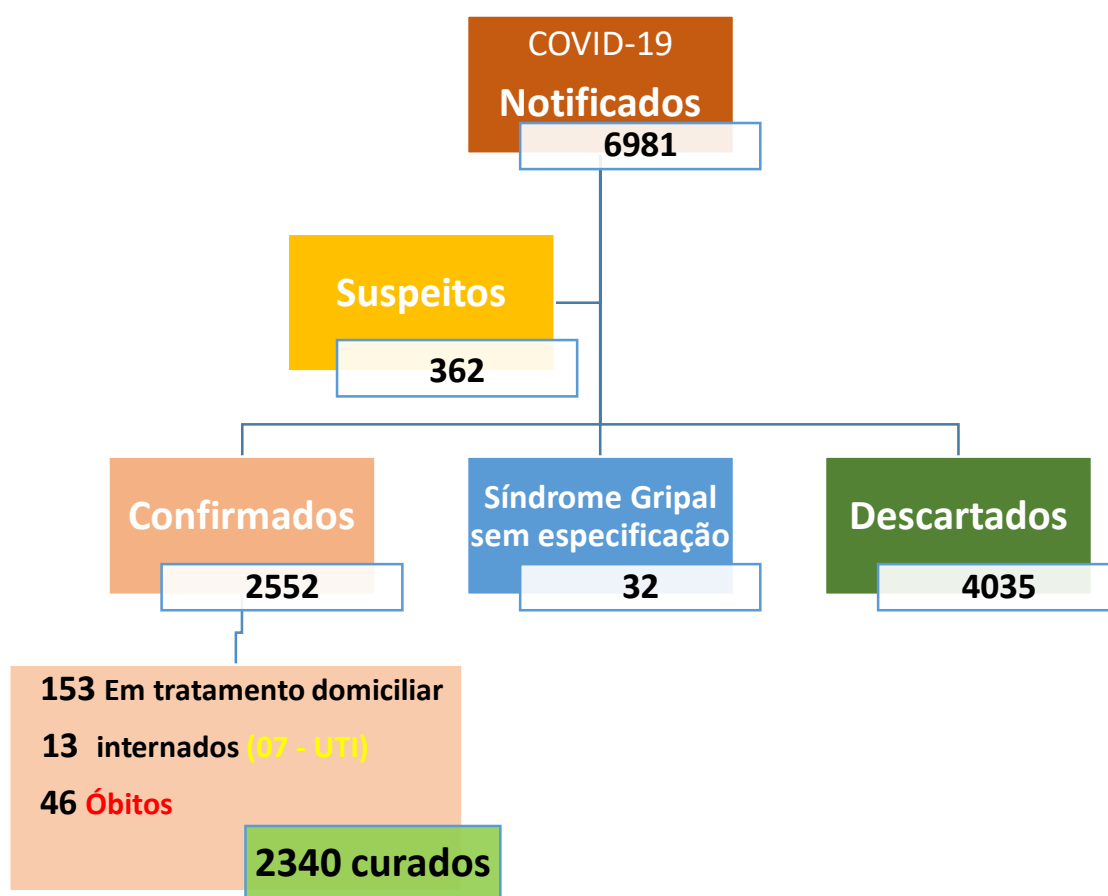 COVID-19
Notificados
6981
Suspeitos
362
Confirmados
2552
Síndrome Gripal
sem especificação
32
Descartados
4035
153 Em tratamento domiciliar
13 internados (07 - UTI)
46 Óbitos
2340 curados